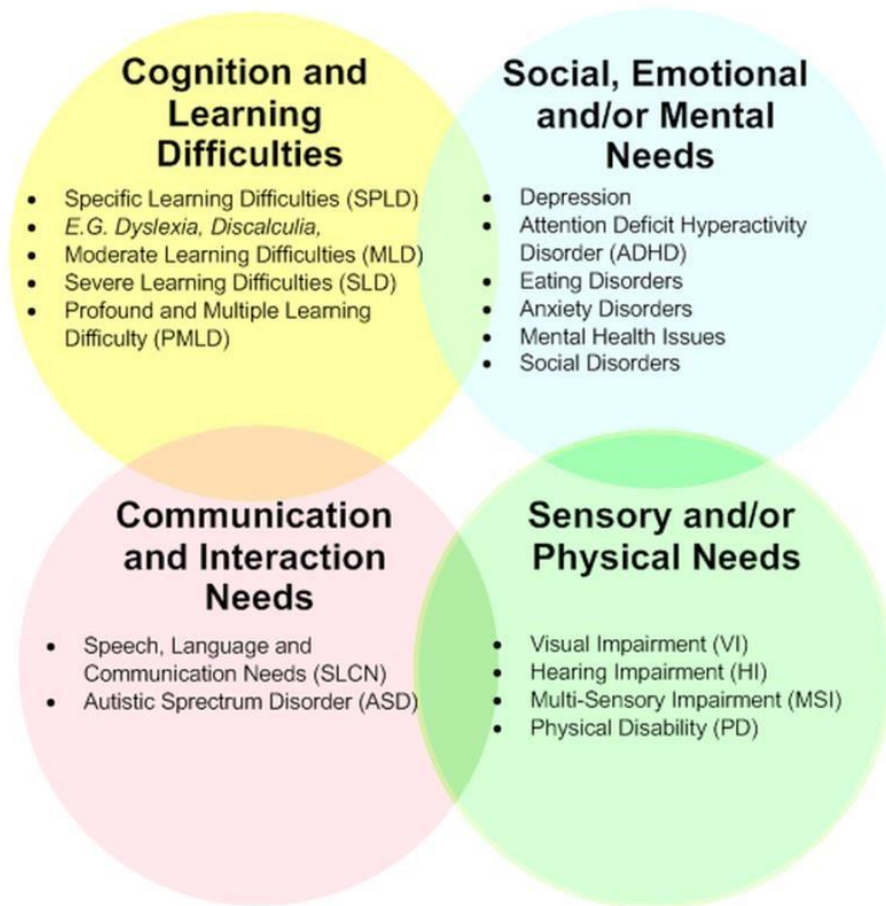 Cognition and
Learning
Difficulties
• Specific Learning Difficulties (SPLD)
• E.G. Dyslexia, Discalculia,
• Moderate Learning Difficulties (MLD)
• Severe Learning Difficulties (SLD)
• Profound and Multiple Learning
Difficulty (PMLD)
Social, Emotional
and/or Mental
Needs
• Depression
• Attention Deficit Hyperactivity
Disorder (ADHD)
• Eating Disorders
• Anxiety Disorders
• Mental Health Issues
• Social Disorders
Communication
and Interaction
Needs
• Speech, Language and
Communication Needs (SLCN)
• Autistic Sprectrum Disorder (ASD)
Sensory and/or
Physical Needs
• Visual Impairment (VI)
• Hearing Impairment (HI)
• Multi-Sensory Impairment (MSI)
• Physical Disability (PD)